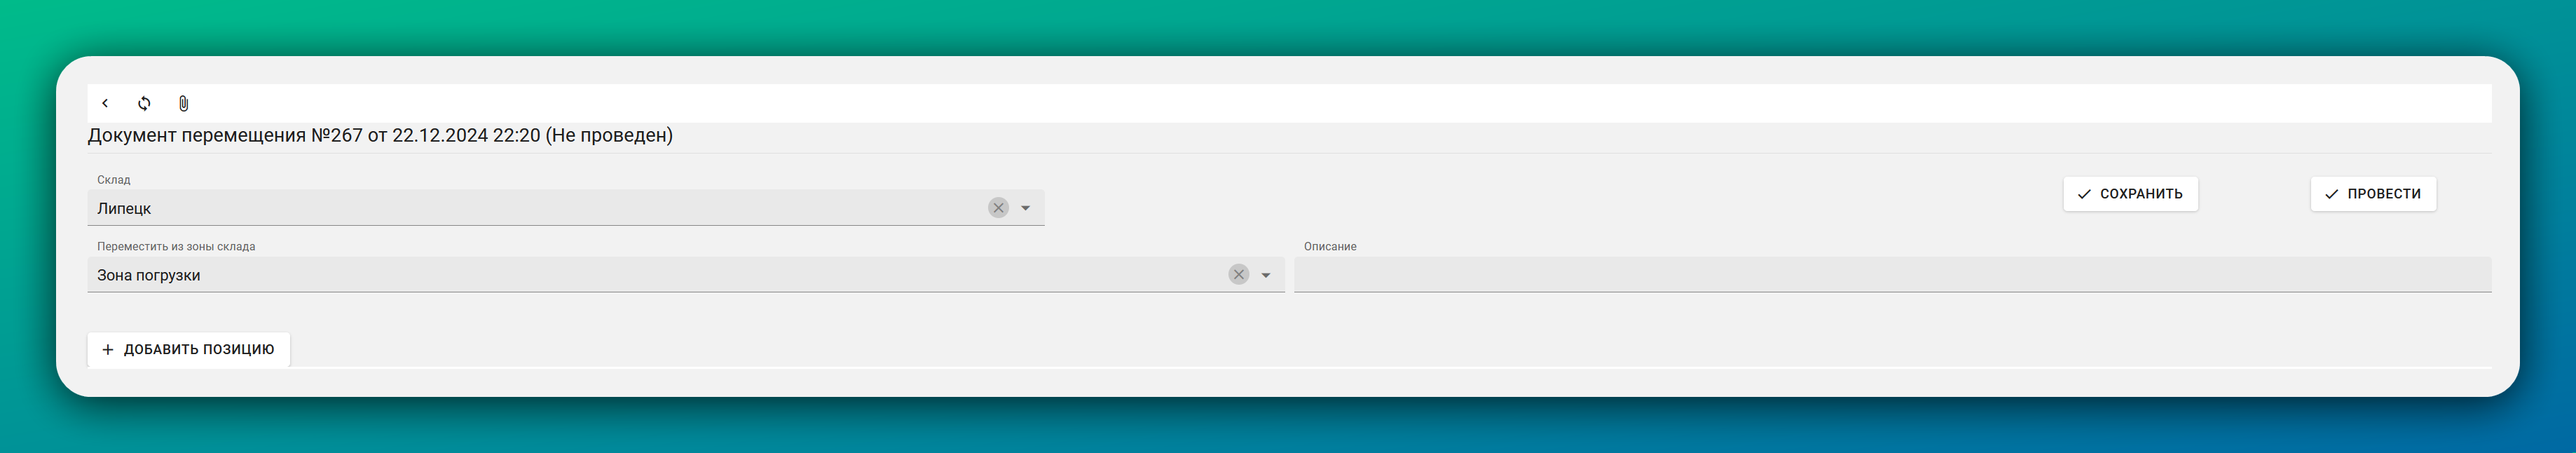 Документ перемещения №267 от 22.12.2024 22:20 (Не проведен)
Склад
Липецк
СОХРАНИТЬ
ПРОВЕСТИ
Переместить из зоны склада
Зона погрузки
Описание
ДОБАВИТЬ ПОЗИЦИЮ